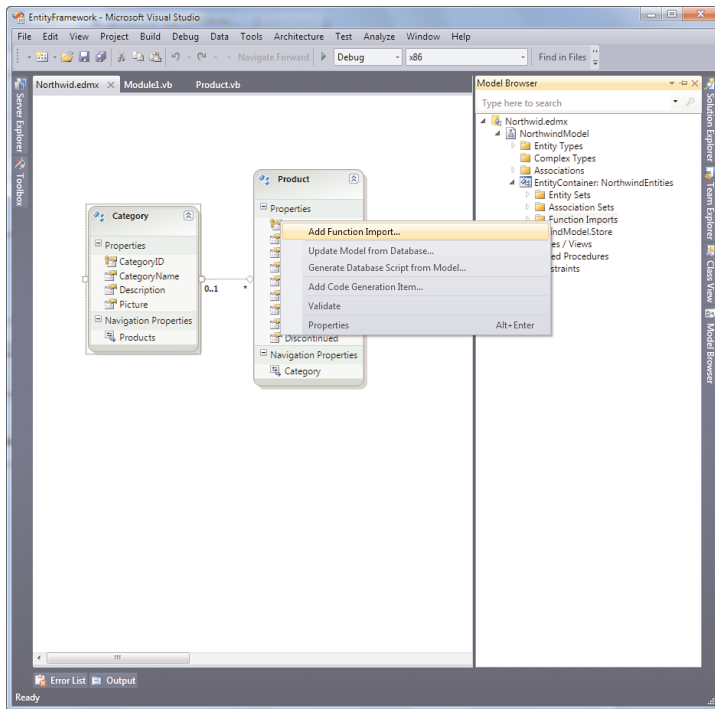 EntityFramework - Microsoft Visual Studio
File Edit View Project Build Debug Data Tools Architecture Test Analyze Window Help
Navigate Forward Debug x86 Find in Files
Northwid.edmx Module1.vb Product.vb
Server Explorer
Toolbox
Product
Properties
Discontinued
Navigation Properties
Category
Category
Properties
CategoryID
CategoryName
Description
Picture
Navigation Properties
Products
0..1 *
Add Function Import...
Update Model from Database...
Generate Database Script from Model...
Add Code Generation Item...
Validate
Properties Alt+Enter
Model Browser
Type here to search
Northwid.edmx
NorthwindModel
Entity Types
Complex Types
Associations
EntityContainer: NorthwindEntities
Entity Sets
Association Sets
Function Imports
indModel.Store
es / Views
ed Procedures
straints
Solution Explorer
Team Explorer
Class View
Model Browser
Error List Output
Ready